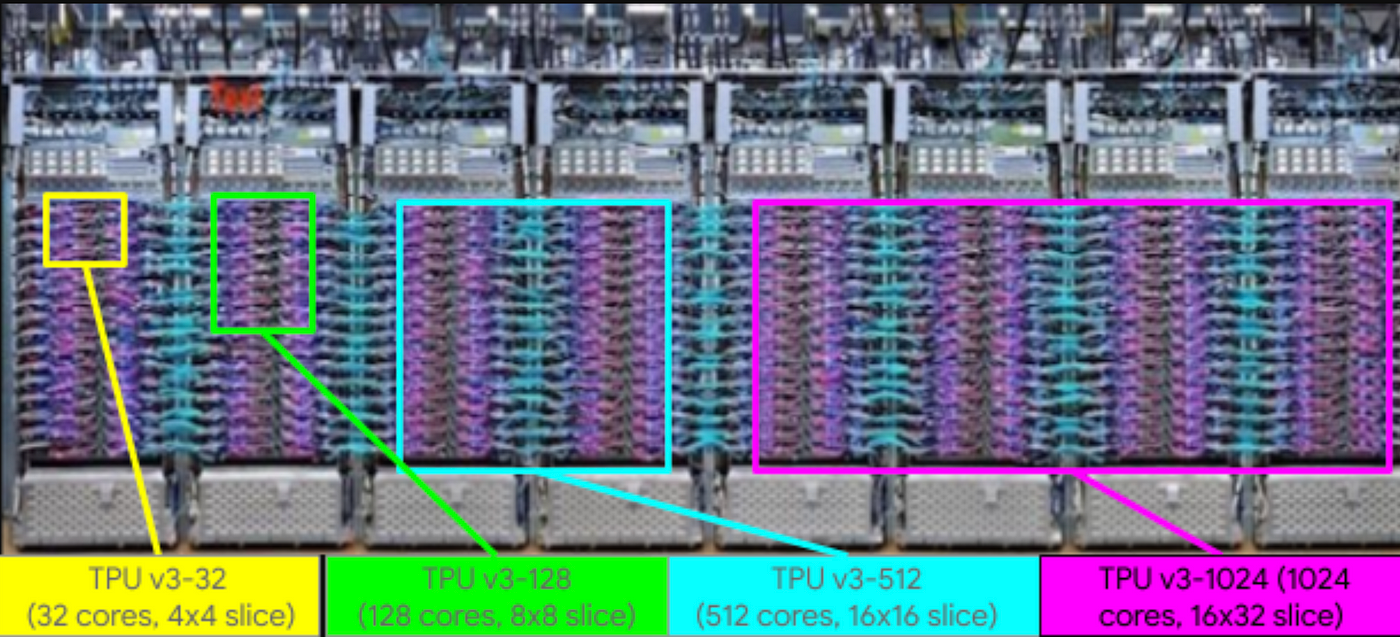 TPU v3-32
(32 cores, 4x4 slice)
TPU v3-128
(128 cores, 8x8 slice)
TPU v3-512
(512 cores, 16x16 slice)
TPU v3-1024 (1024
cores, 16x32 slice)